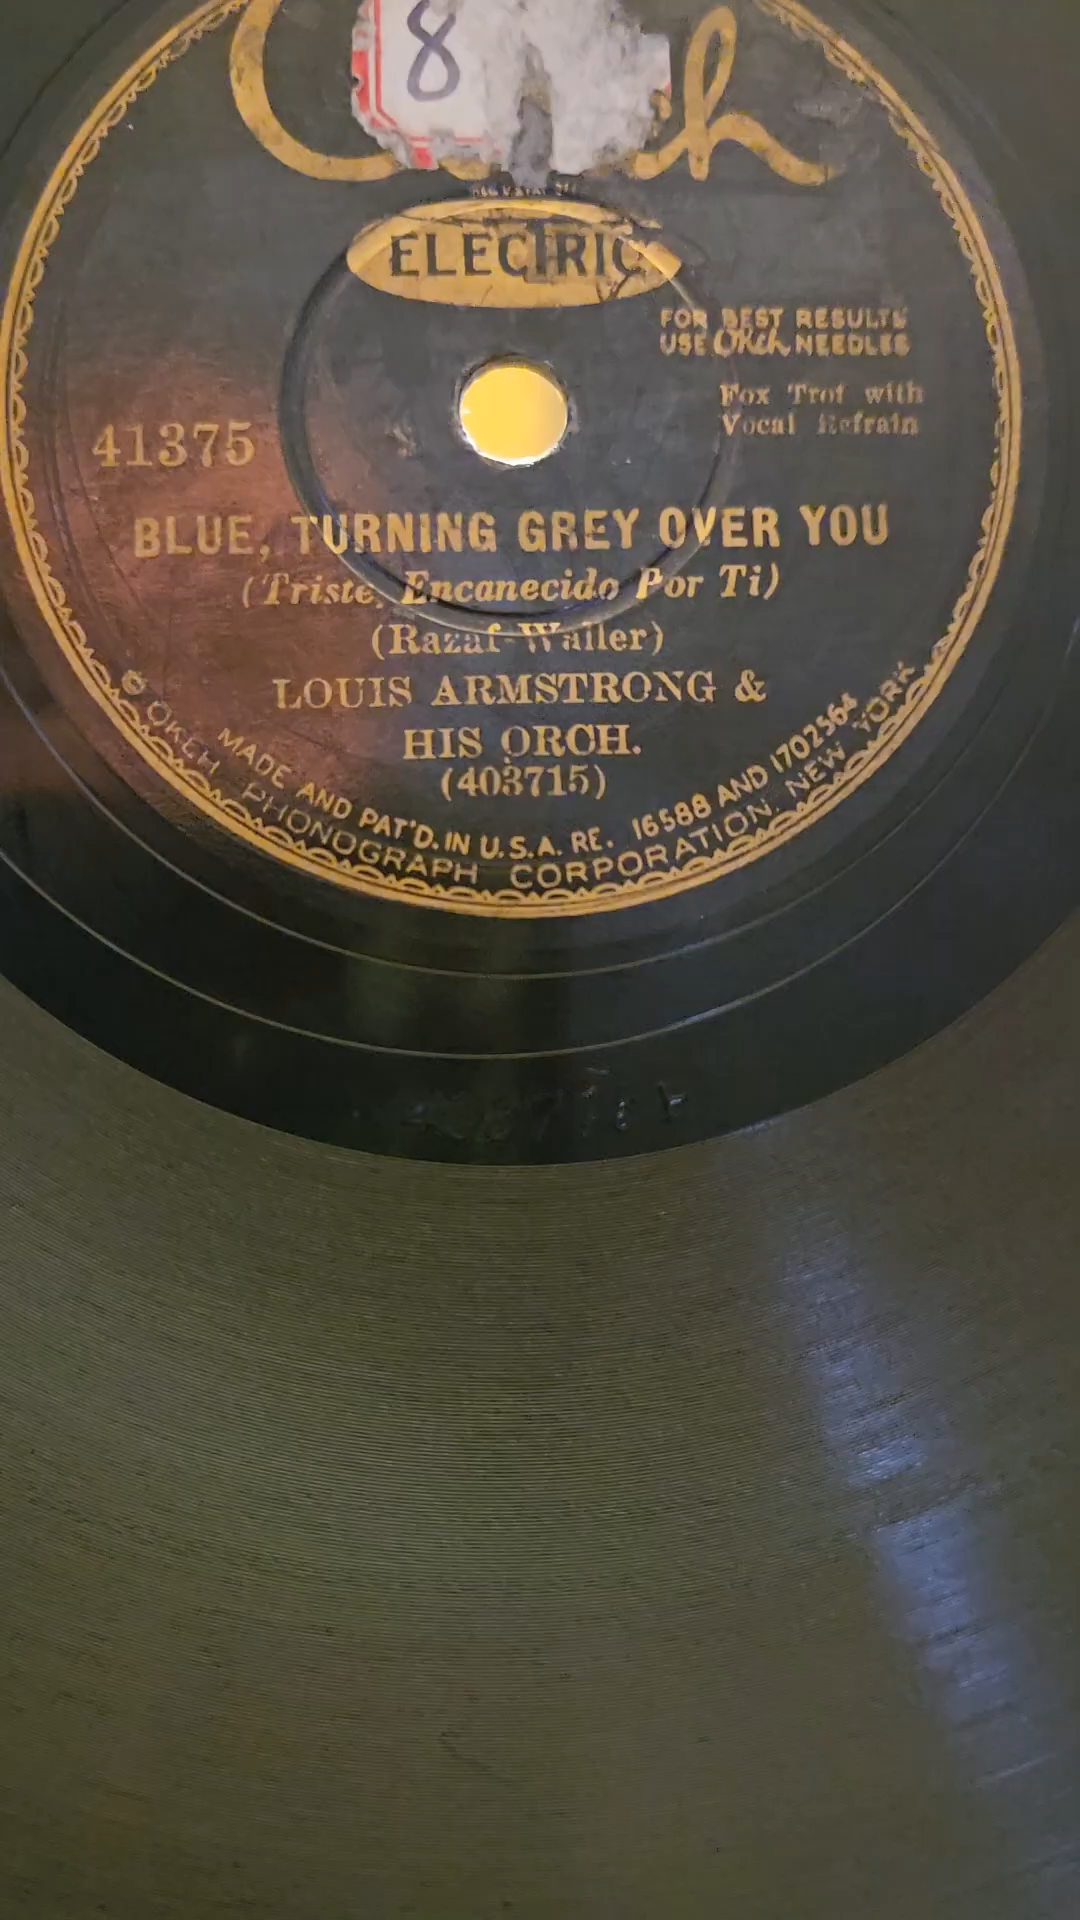 8
ELECTRIC
FOR BEST RESULTS
USE Okeh NEEDLES
Fox Trot with
Vocal Refrain
41375
BLUE, TURNING GREY OVER YOU
(Triste, Encanecido Por Ti)
(Razaf-Waller)
LOUIS ARMSTRONG &
HIS ORCH.
(403715)
MADE AND PAT'D. IN U.S.A. RE. 16588 AND 1702564
OKEH PHONOGRAPH CORPORATION, NEW YORK